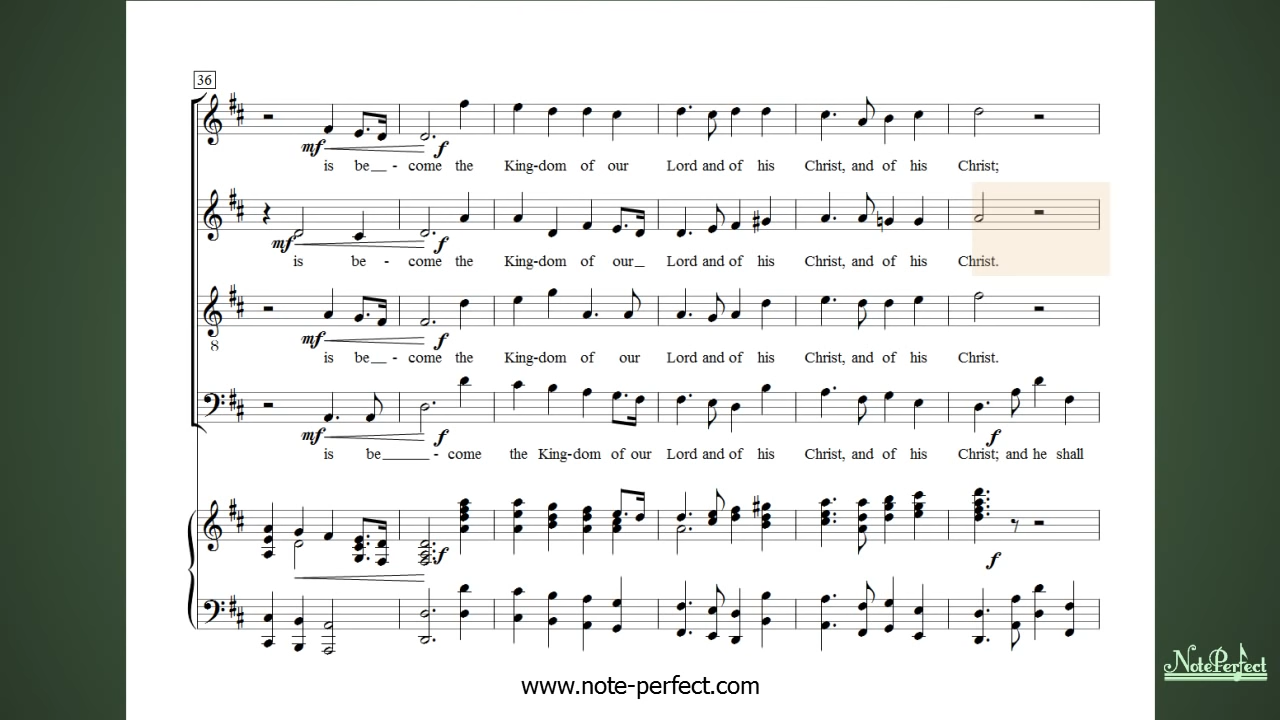 36
mf f
is be - come the King-dom of our Lord and of his Christ, and of his Christ;
mf f
is be - come the King-dom of our_ Lord and of his Christ, and of his Christ.
8
mf f
is be - come the King-dom of our Lord and of his Christ, and of his Christ.
mf f f
is be - come the King-dom of our Lord and of his Christ, and of his Christ; and he shall
f f
www.note-perfect.com
NotePerfect